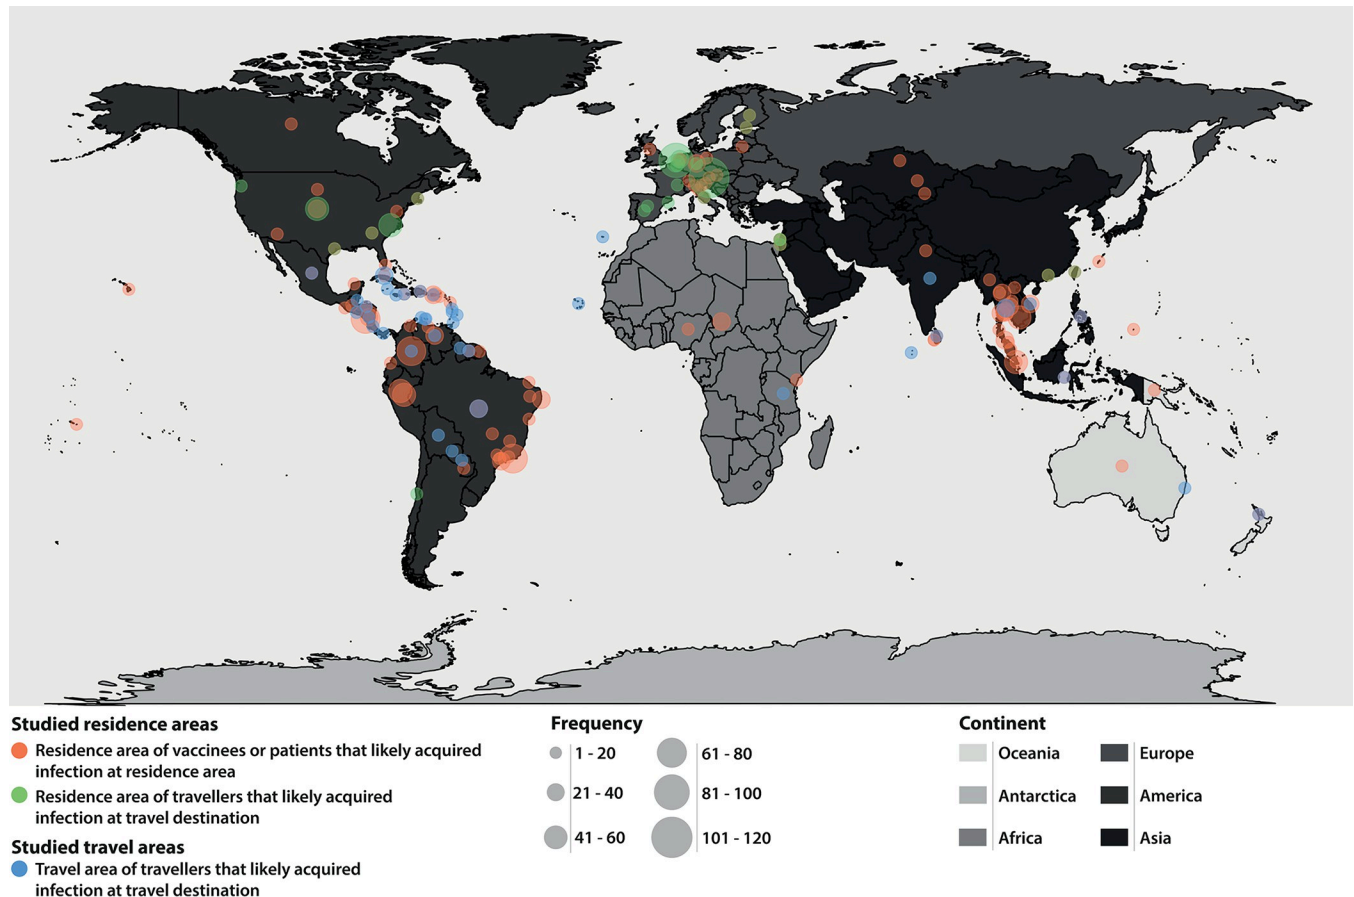 Studied residence areas
Residence area of vaccinees or patients that likely acquired
infection at residence area
Residence area of travellers that likely acquired
infection at travel destination
Studied travel areas
Travel area of travellers that likely acquired
infection at travel destination
Frequency
1 - 20
21 - 40
41 - 60
61 - 80
81 - 100
101 - 120
Continent
Oceania
Antarctica
Africa
Europe
America
Asia